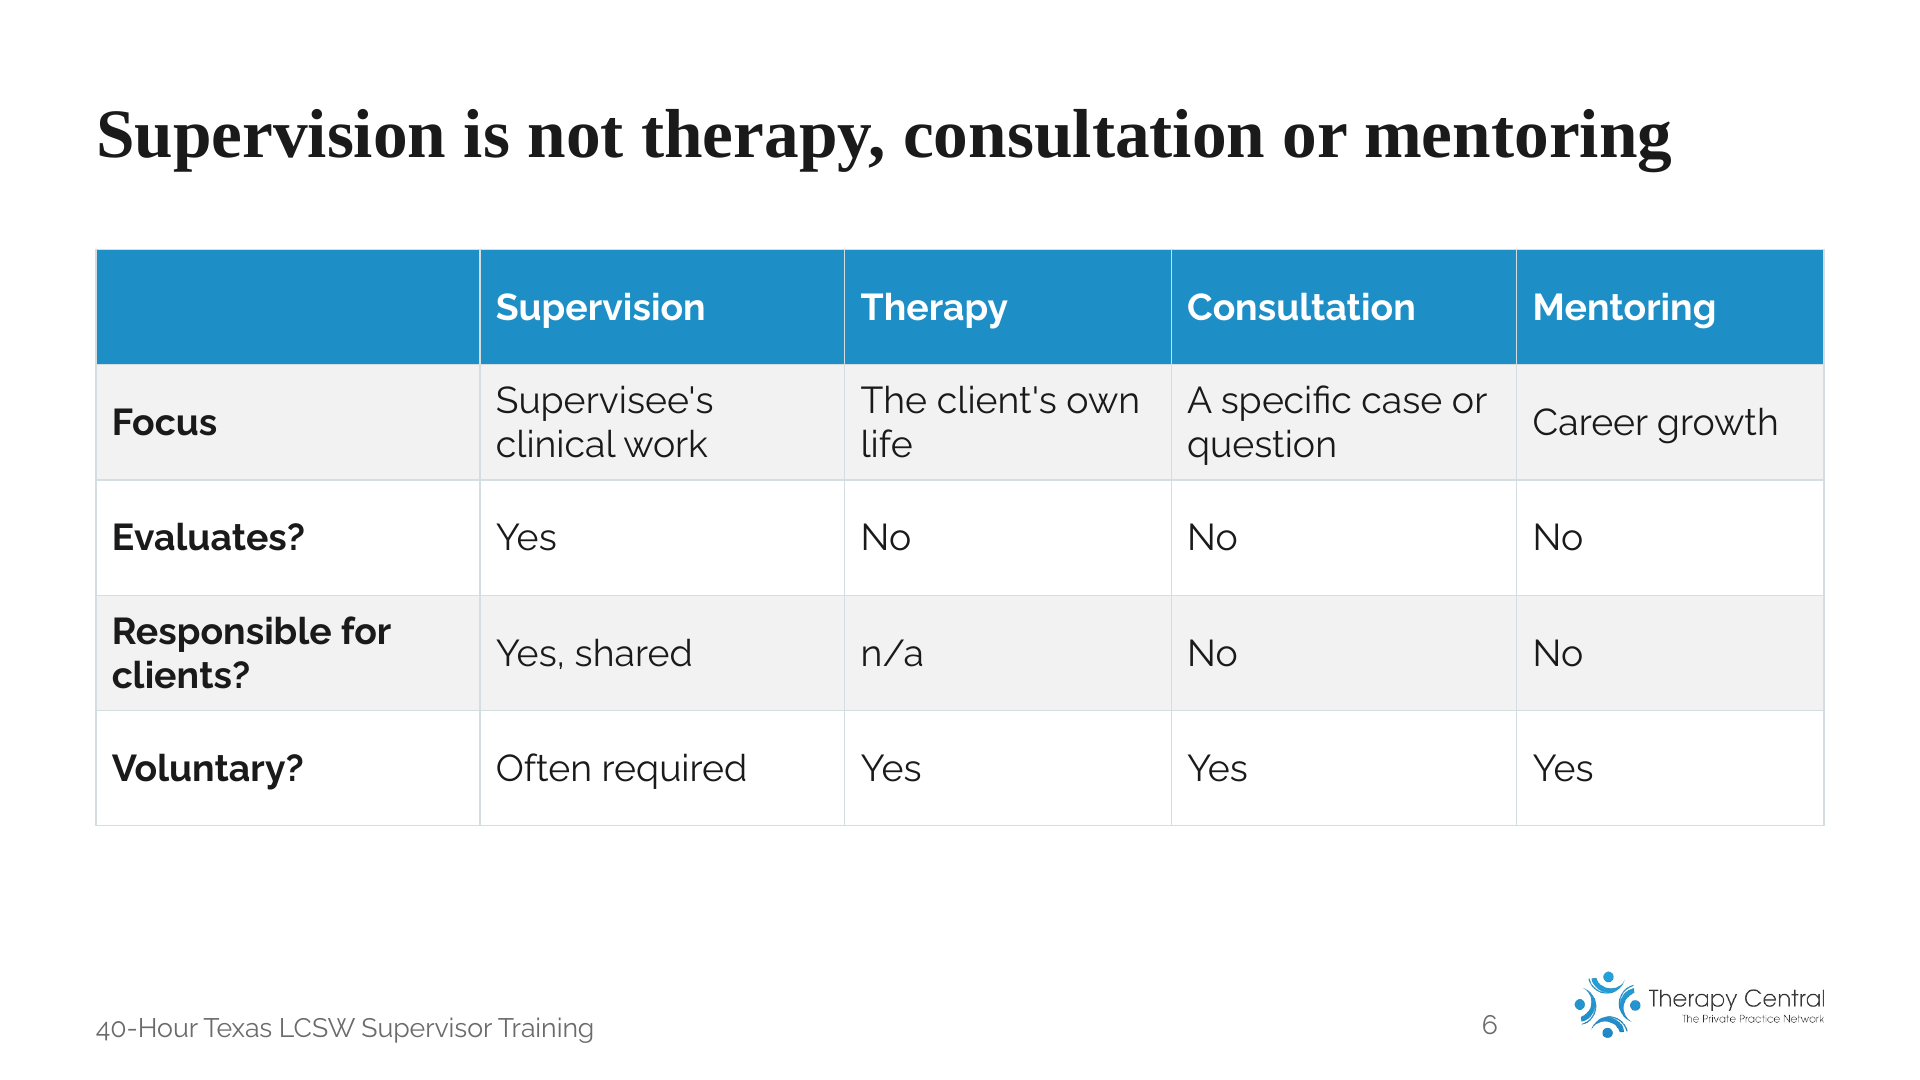 Supervision is not therapy, consultation or mentoring
Supervision Therapy Consultation Mentoring
Focus
Supervisee's
clinical work
The client's own
life
A specific case or
question
Career growth
Evaluates? Yes No No No
Responsible for
clients?
Yes, shared n/a No No
Voluntary? Often required Yes Yes Yes
40-Hour Texas LCSW Supervisor Training
6
Therapy Central
The Private Practice Network